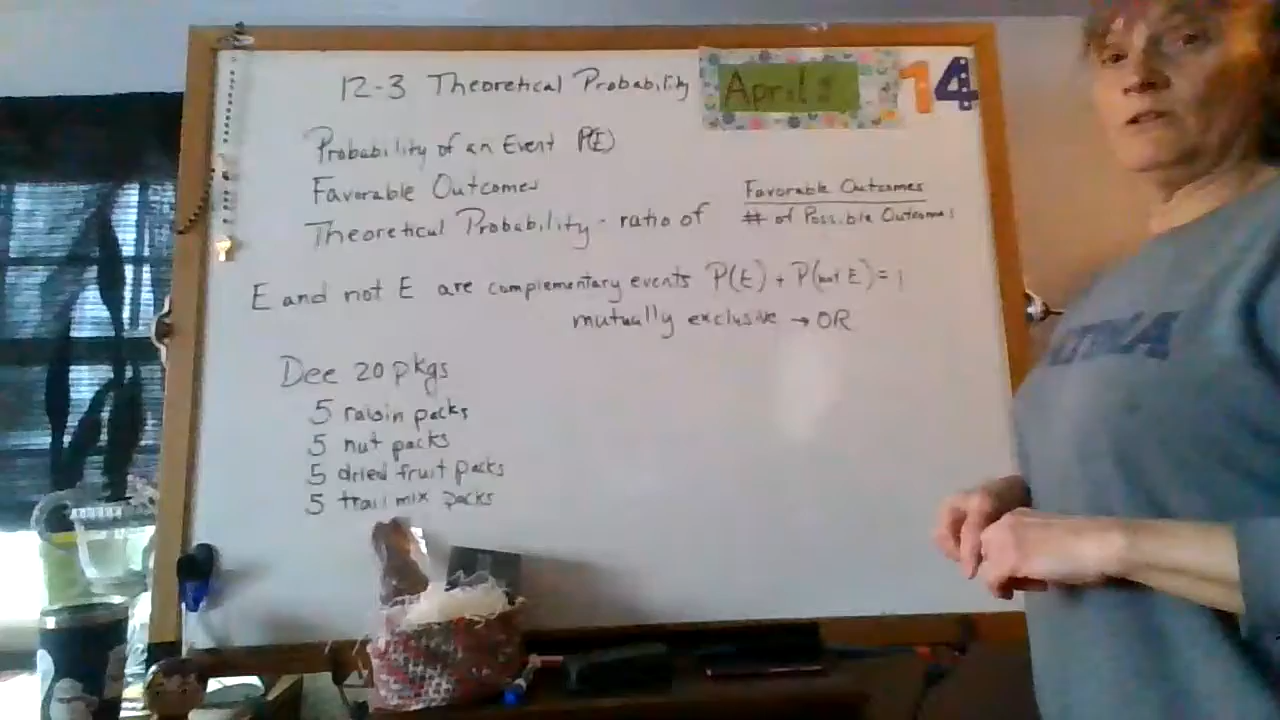 12-3 Theoretical Probability
April:
14
Probability of an Event P(E)
Favorable Outcomes
Theoretical Probability - ratio of
Favorable Outcomes
# of Possible Outcomes
E and not E are complementary events P(E) + P(not E) = 1
mutually exclusive → OR
Dee 20 pkgs
5 raisin packs
5 nut packs
5 dried fruit packs
5 trail mix packs